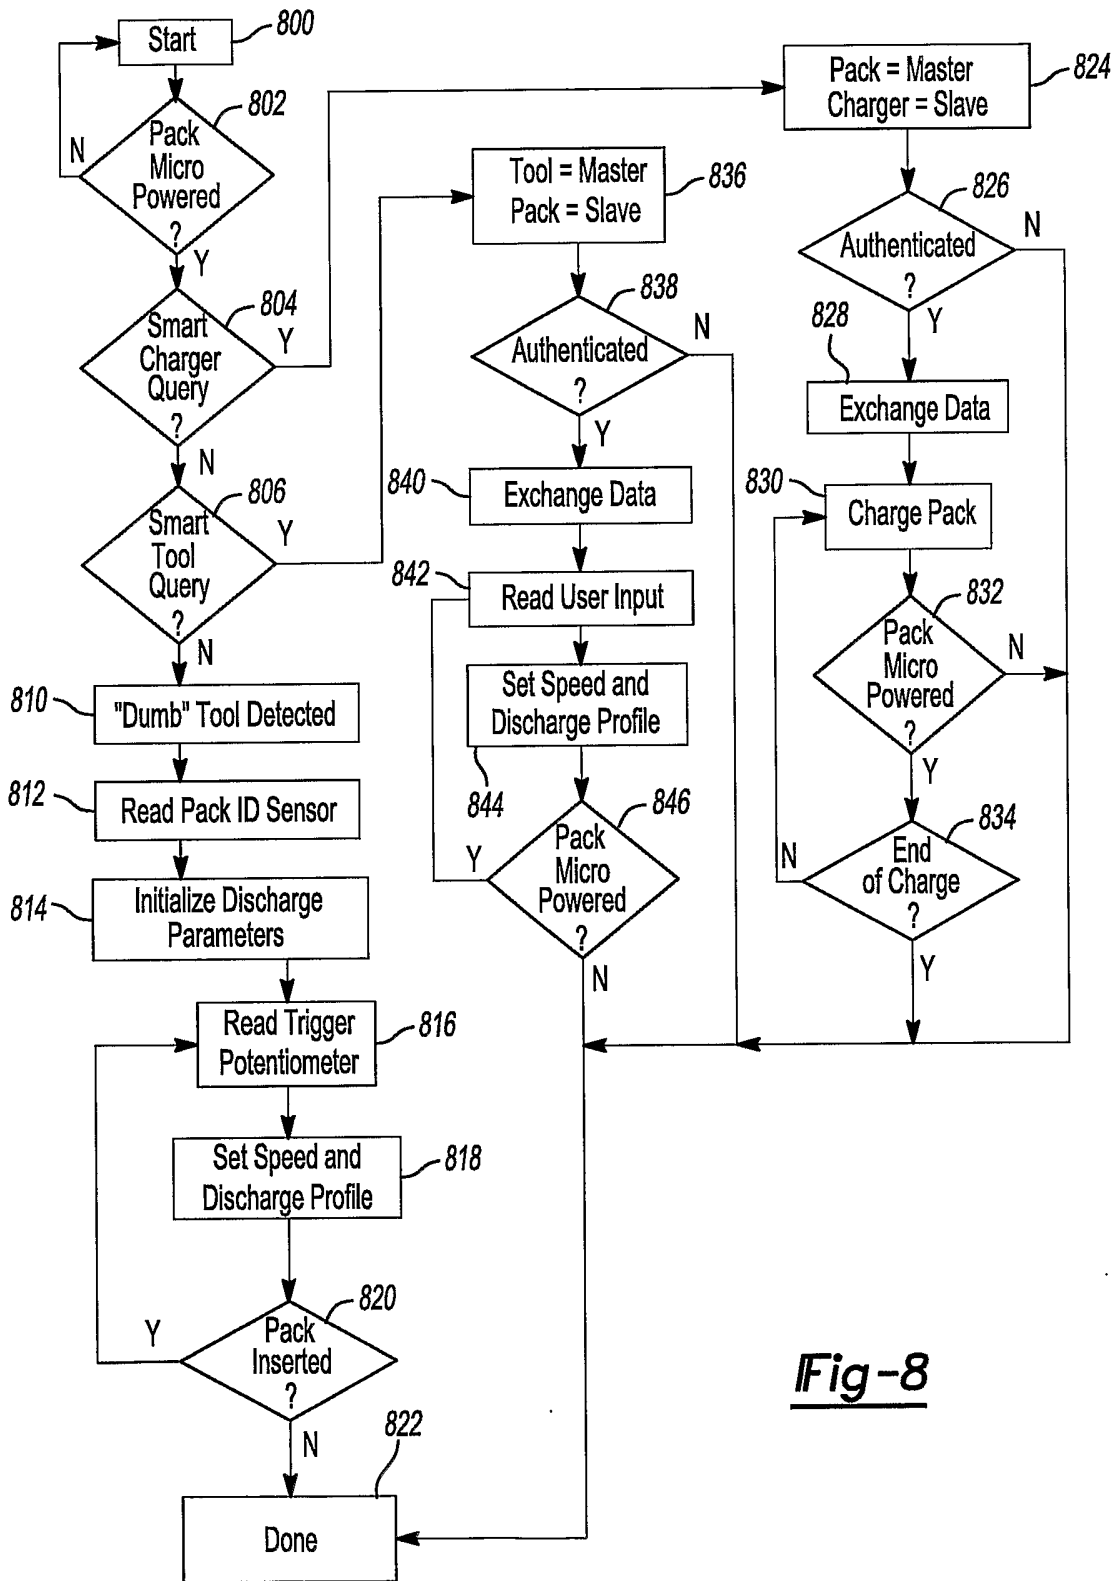 Start
800
802
Pack
Micro
Powered
?
N
Y
804
Smart
Charger
Query
?
Y
N
806
Smart
Tool
Query
?
Y
N
810
"Dumb" Tool Detected
812
Read Pack ID Sensor
814
Initialize Discharge
Parameters
Read Trigger
Potentiometer
816
Set Speed and
Discharge Profile
818
820
Pack
Inserted
?
Y
N
822
Done
Tool = Master
Pack = Slave
836
838
Authenticated
?
N
Y
840
Exchange Data
842
Read User Input
Set Speed and
Discharge Profile
844
846
Pack
Micro
Powered
?
Y
N
Pack = Master
Charger = Slave
824
826
Authenticated
?
N
Y
828
Exchange Data
830
Charge Pack
832
Pack
Micro
Powered
?
N
Y
834
End
of Charge
?
N
Y
Fig-8